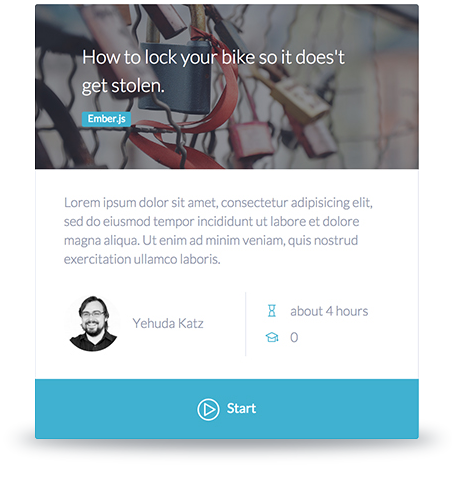 How to lock your bike so it does't
get stolen.
Ember.js
Lorem ipsum dolor sit amet, consectetur adipisicing elit,
sed do eiusmod tempor incididunt ut labore et dolore
magna aliqua. Ut enim ad minim veniam, quis nostrud
exercitation ullamco laboris.
Yehuda Katz
about 4 hours
0
Start